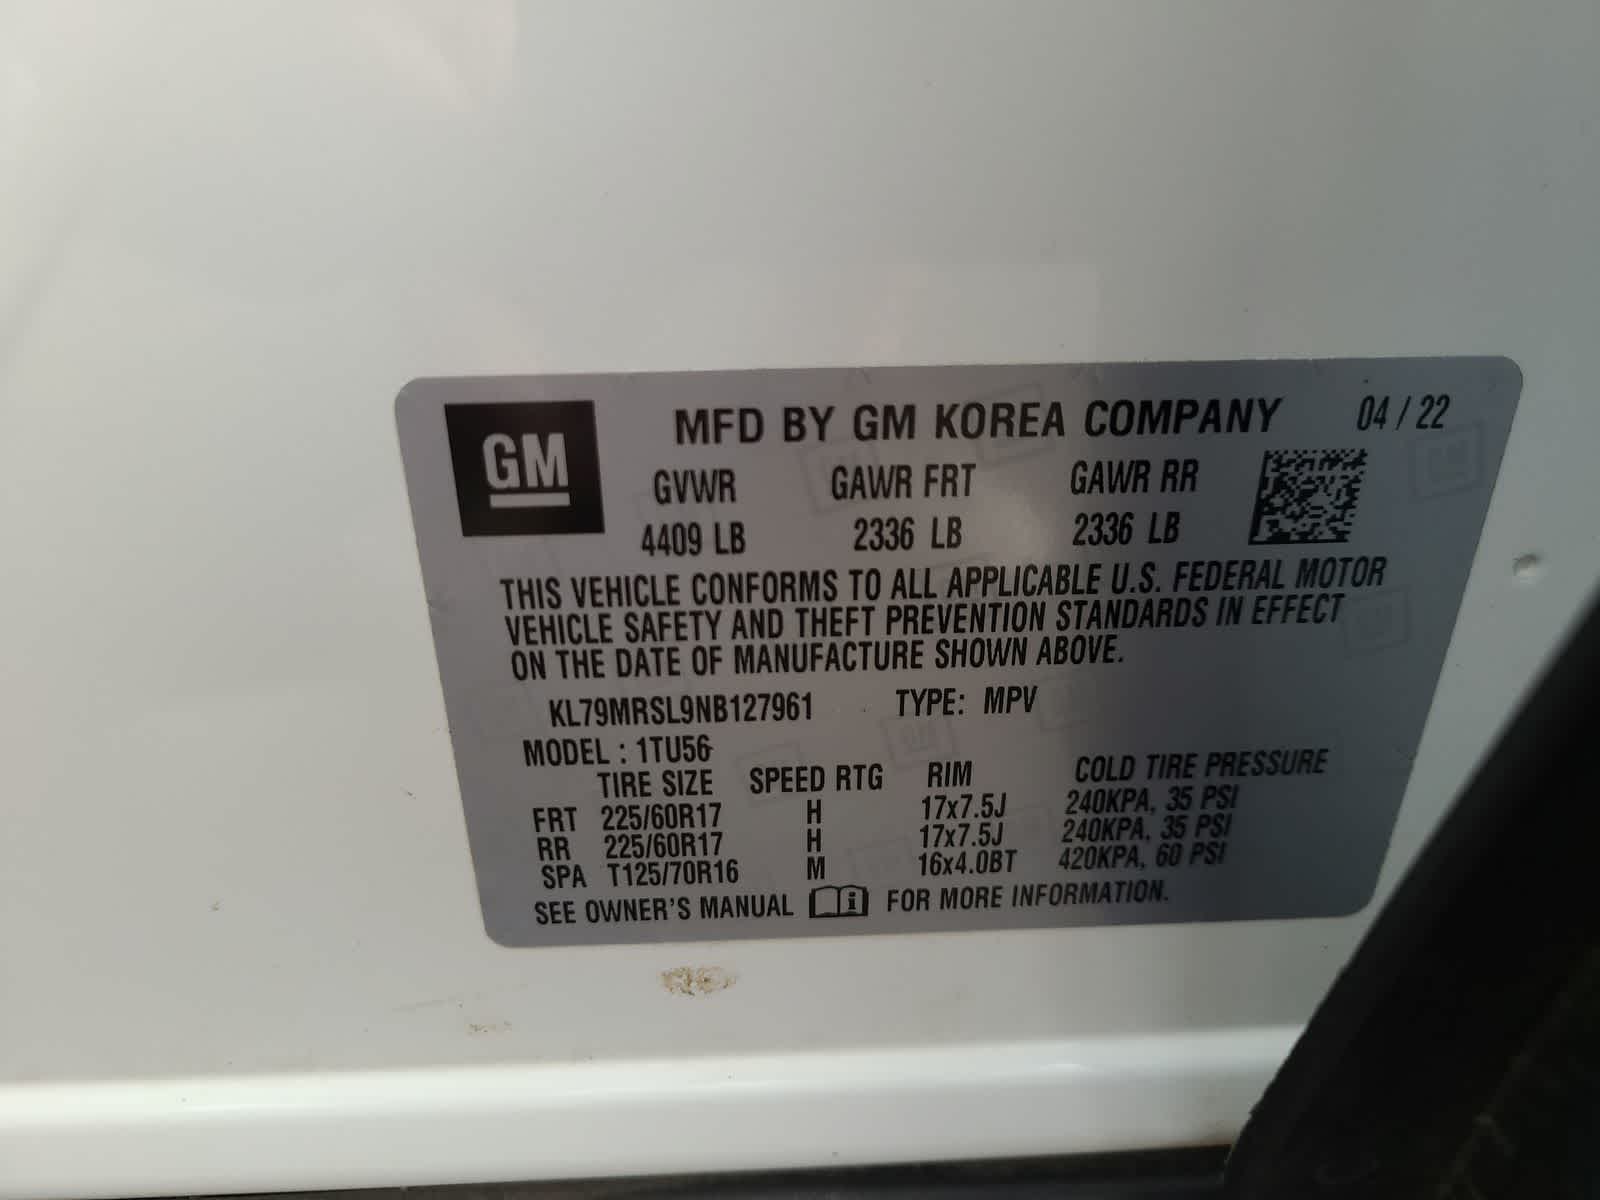 GM MFD BY GM KOREA COMPANY 04 / 22
GVWR GAWR FRT GAWR RR
4409 LB 2336 LB 2336 LB
THIS VEHICLE CONFORMS TO ALL APPLICABLE U.S. FEDERAL MOTOR
VEHICLE SAFETY AND THEFT PREVENTION STANDARDS IN EFFECT
ON THE DATE OF MANUFACTURE SHOWN ABOVE.
KL79MRSL9NB127961 TYPE: MPV
MODEL : 1TU56
TIRE SIZE SPEED RTG RIM COLD TIRE PRESSURE
FRT 225/60R17 H 17x7.5J 240KPA, 35 PSI
RR 225/60R17 H 17x7.5J 240KPA, 35 PSI
SPA T125/70R16 M 16x4.0BT 420KPA, 60 PSI
SEE OWNER'S MANUAL i FOR MORE INFORMATION.